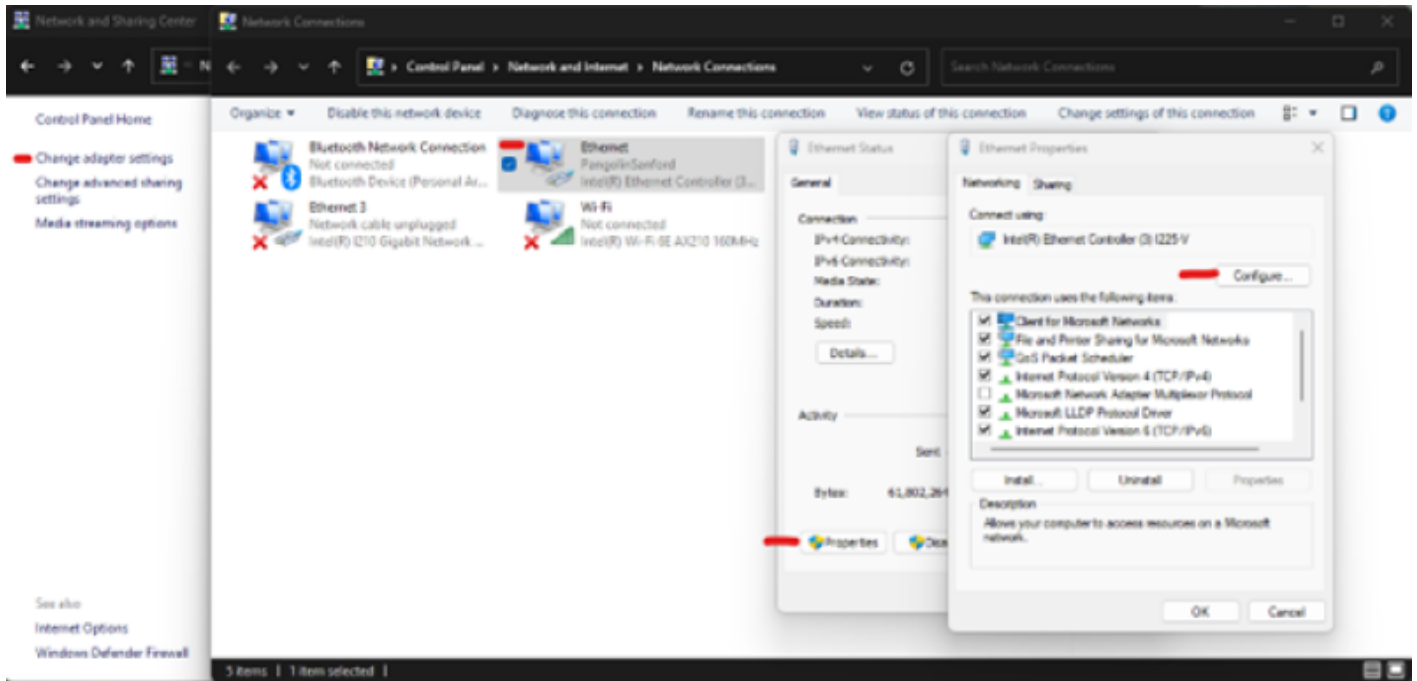 Network and Sharing Center
Network Connections
N
Control Panel > Network and Internet > Network Connections
Search Network Connections
Control Panel Home
Change adapter settings
Change advanced sharing
settings
Media streaming options
See also
Internet Options
Windows Defender Firewall
Organize
Disable this network device
Diagnose this connection
Rename this connection
View status of this connection
Change settings of this connection
Bluetooth Network Connection
Not connected
Bluetooth Device (Personal Ar...
Ethernet
PangolinSanford
Intel(R) Ethernet Controller (3...
Ethernet 3
Network cable unplugged
Intel(R) I210 Gigabit Network ...
Wi-Fi
Not connected
Intel(R) Wi-Fi 6E AX210 160MHz
Ethernet Status
General
Connection
IPv4 Connectivity:
IPv6 Connectivity:
Media State:
Duration:
Speed:
Details...
Activity
Sent
Bytes: 61,802,264
Properties
Disa
Ethernet Properties
Networking
Sharing
Connect using:
Intel(R) Ethernet Controller (3) I225-V
Configure...
This connection uses the following items:
Client for Microsoft Networks
File and Printer Sharing for Microsoft Networks
QoS Packet Scheduler
Internet Protocol Version 4 (TCP/IPv4)
Microsoft Network Adapter Multiplexor Protocol
Microsoft LLDP Protocol Driver
Internet Protocol Version 6 (TCP/IPv6)
Install...
Uninstall
Properties
Description
Allows your computer to access resources on a Microsoft
network.
OK
Cancel
5 items
1 item selected